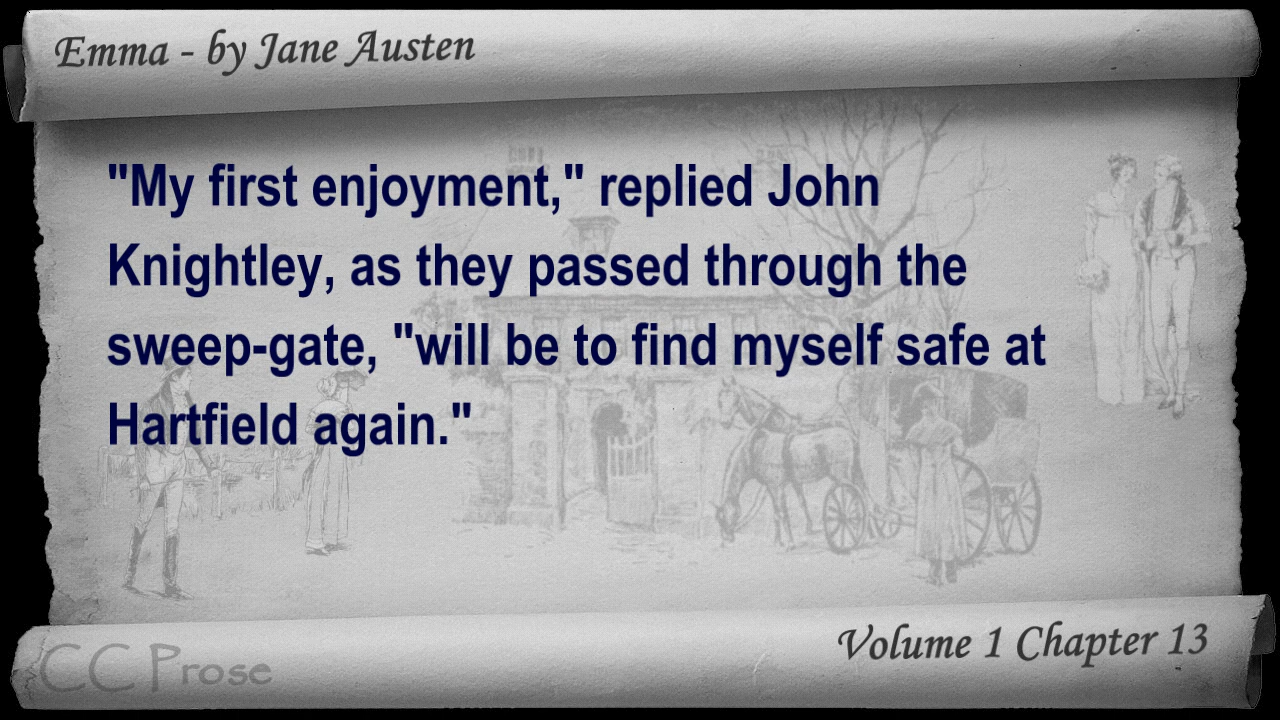 Emma - by Jane Austen
"My first enjoyment," replied John
Knightley, as they passed through the
sweep-gate, "will be to find myself safe at
Hartfield again."
Volume 1 Chapter 13
CC Prose